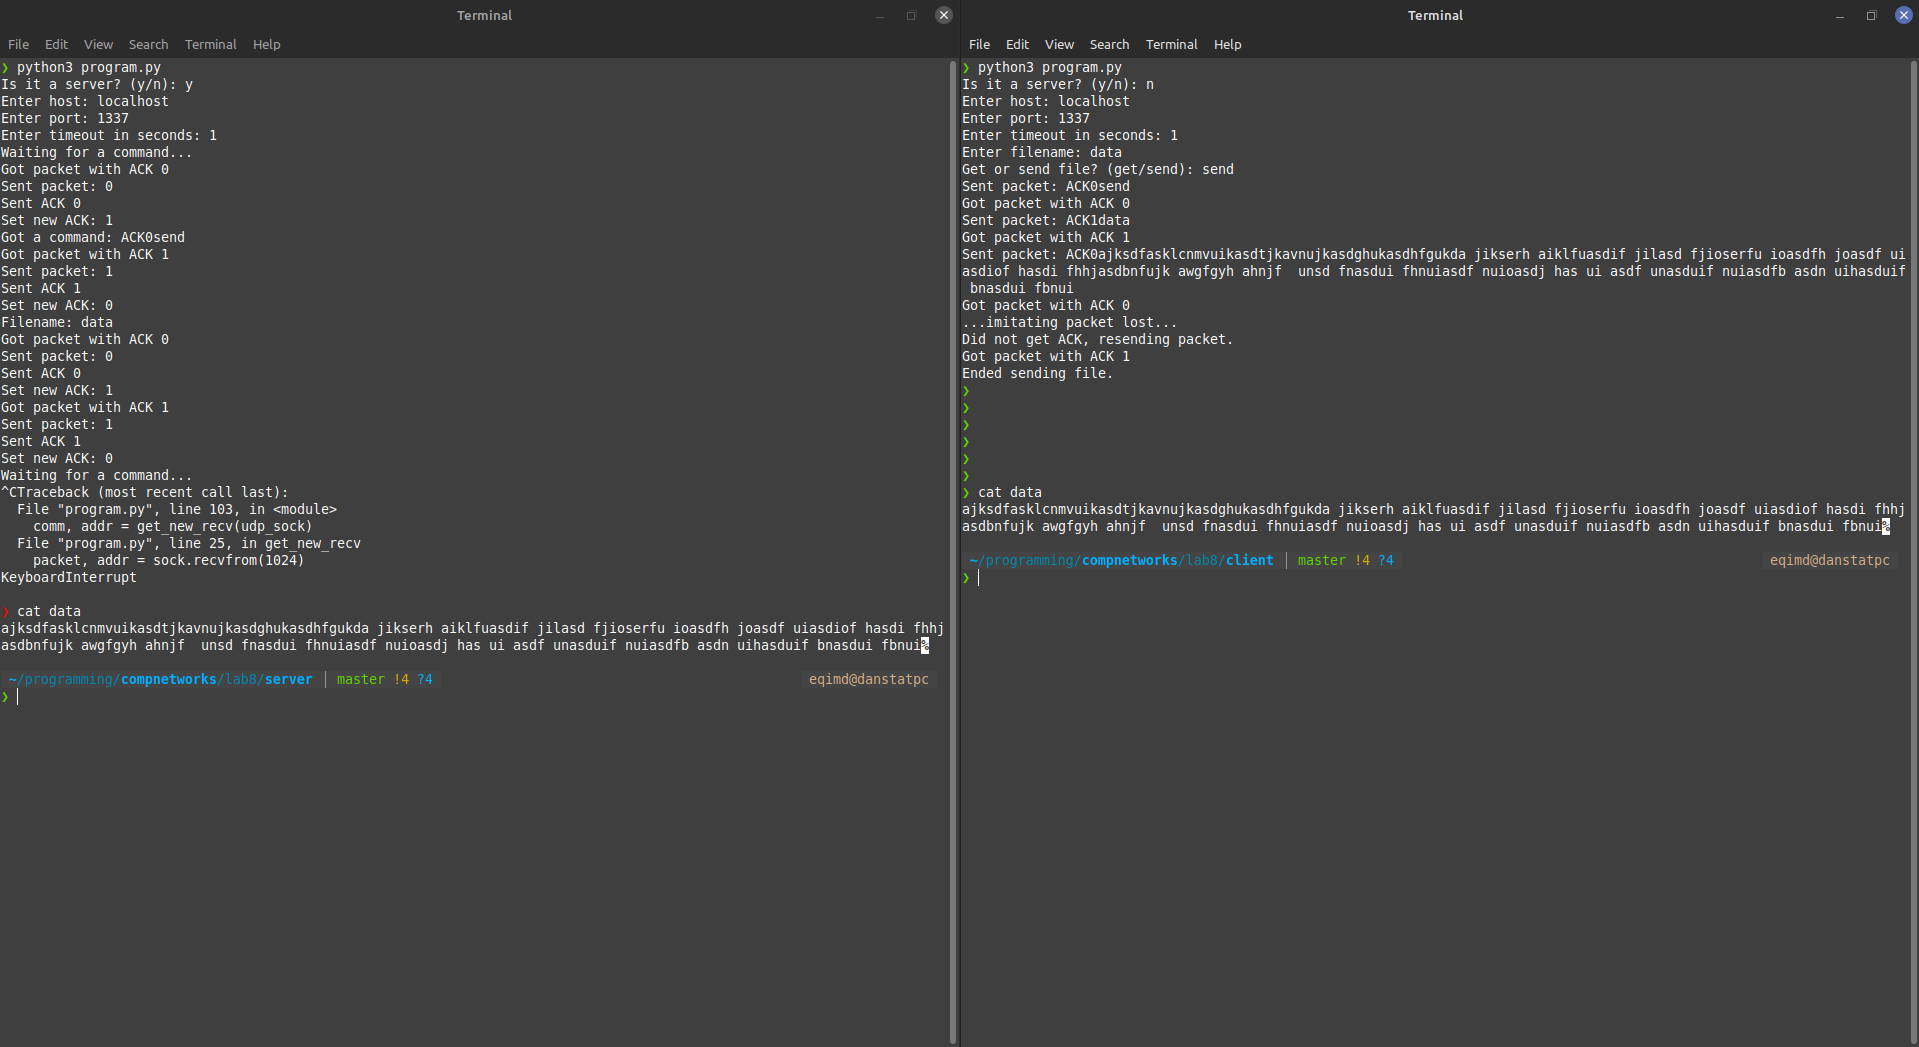 Terminal
File Edit View Search Terminal Help
❯ python3 program.py
Is it a server? (y/n): y
Enter host: localhost
Enter port: 1337
Enter timeout in seconds: 1
Waiting for a command...
Got packet with ACK 0
Sent packet: 0
Sent ACK 0
Set new ACK: 1
Got a command: ACK0send
Got packet with ACK 1
Sent packet: 1
Sent ACK 1
Set new ACK: 0
Filename: data
Got packet with ACK 0
Sent packet: 0
Sent ACK 0
Set new ACK: 1
Got packet with ACK 1
Sent packet: 1
Sent ACK 1
Set new ACK: 0
Waiting for a command...
^CTraceback (most recent call last):
  File "program.py", line 103, in <module>
    comm, addr = get_new_recv(udp_sock)
  File "program.py", line 25, in get_new_recv
    packet, addr = sock.recvfrom(1024)
KeyboardInterrupt
❯ cat data
ajksdfasklcnmvuikasdtjkavnujkasdghukasdhfgukda jikserh aiklfuasdif jilasd fjioserfu ioasdfh joasdf uiasdiof hasdi fhhj
asdbnfujk awgfgyh ahnjf  unsd fnasdui fhnuiasdf nuioasdj has ui asdf unasduif nuiasdfb asdn uihasduif bnasdui fbnui%
~/programming/compnetworks/lab8/server | master !4 ?4 eqimd@danstatpc
❯
Terminal
File Edit View Search Terminal Help
❯ python3 program.py
Is it a server? (y/n): n
Enter host: localhost
Enter port: 1337
Enter timeout in seconds: 1
Enter filename: data
Get or send file? (get/send): send
Sent packet: ACK0send
Got packet with ACK 0
Sent packet: ACK1data
Got packet with ACK 1
Sent packet: ACK0ajksdfasklcnmvuikasdtjkavnujkasdghukasdhfgukda jikserh aiklfuasdif jilasd fjioserfu ioasdfh joasdf ui
asdiof hasdi fhhjasdbnfujk awgfgyh ahnjf  unsd fnasdui fhnuiasdf nuioasdj has ui asdf unasduif nuiasdfb asdn uihasduif
 bnasdui fbnui
Got packet with ACK 0
...imitating packet lost...
Did not get ACK, resending packet.
Got packet with ACK 1
Ended sending file.
❯
❯
❯
❯
❯
❯
❯ cat data
ajksdfasklcnmvuikasdtjkavnujkasdghukasdhfgukda jikserh aiklfuasdif jilasd fjioserfu ioasdfh joasdf uiasdiof hasdi fhhj
asdbnfujk awgfgyh ahnjf  unsd fnasdui fhnuiasdf nuioasdj has ui asdf unasduif nuiasdfb asdn uihasduif bnasdui fbnui%
~/programming/compnetworks/lab8/client | master !4 ?4 eqimd@danstatpc
❯